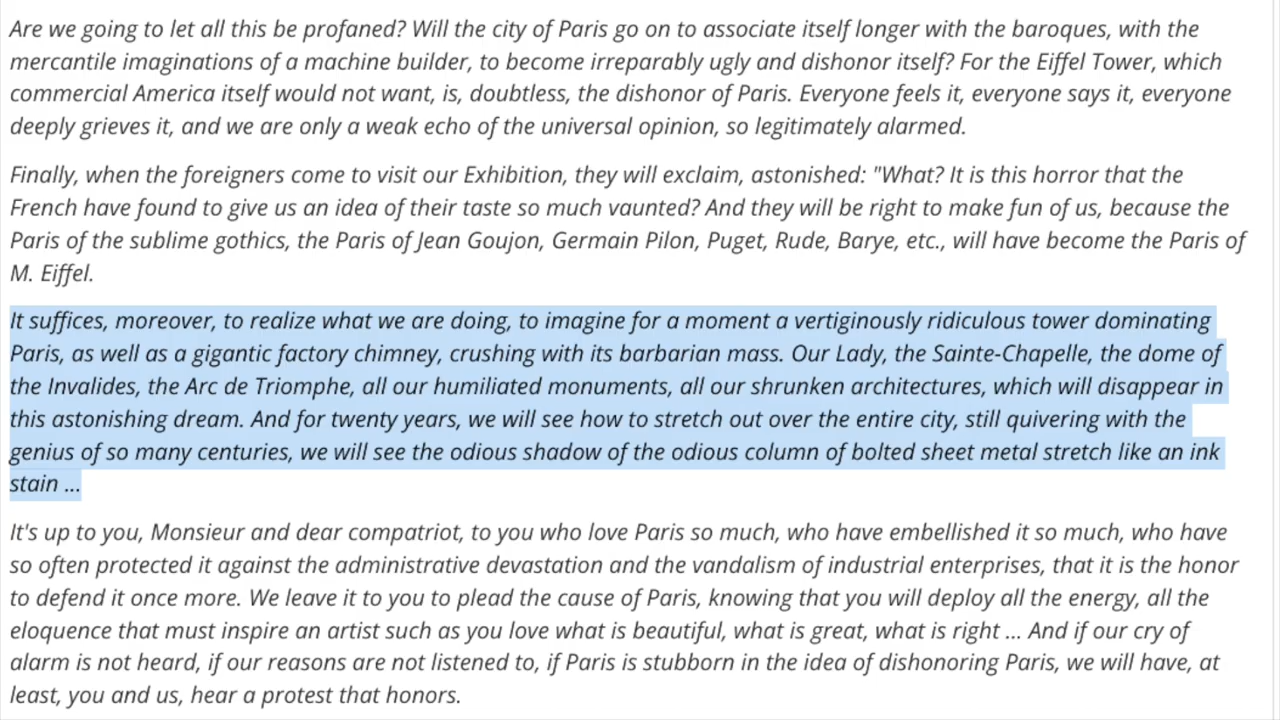 Are we going to let all this be profaned? Will the city of Paris go on to associate itself longer with the baroques, with the
mercantile imaginations of a machine builder, to become irreparably ugly and dishonor itself? For the Eiffel Tower, which
commercial America itself would not want, is, doubtless, the dishonor of Paris. Everyone feels it, everyone says it, everyone
deeply grieves it, and we are only a weak echo of the universal opinion, so legitimately alarmed.
Finally, when the foreigners come to visit our Exhibition, they will exclaim, astonished: "What? It is this horror that the
French have found to give us an idea of their taste so much vaunted? And they will be right to make fun of us, because the
Paris of the sublime gothics, the Paris of Jean Goujon, Germain Pilon, Puget, Rude, Barye, etc., will have become the Paris of
M. Eiffel.
It suffices, moreover, to realize what we are doing, to imagine for a moment a vertiginously ridiculous tower dominating
Paris, as well as a gigantic factory chimney, crushing with its barbarian mass. Our Lady, the Sainte-Chapelle, the dome of
the Invalides, the Arc de Triomphe, all our humiliated monuments, all our shrunken architectures, which will disappear in
this astonishing dream. And for twenty years, we will see how to stretch out over the entire city, still quivering with the
genius of so many centuries, we will see the odious shadow of the odious column of bolted sheet metal stretch like an ink
stain ...
It's up to you, Monsieur and dear compatriot, to you who love Paris so much, who have embellished it so much, who have
so often protected it against the administrative devastation and the vandalism of industrial enterprises, that it is the honor
to defend it once more. We leave it to you to plead the cause of Paris, knowing that you will deploy all the energy, all the
eloquence that must inspire an artist such as you love what is beautiful, what is great, what is right ... And if our cry of
alarm is not heard, if our reasons are not listened to, if Paris is stubborn in the idea of dishonoring Paris, we will have, at
least, you and us, hear a protest that honors.